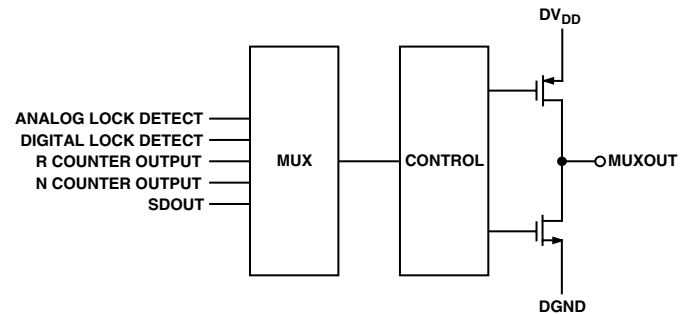 DVDD
ANALOG LOCK DETECT
DIGITAL LOCK DETECT
R COUNTER OUTPUT
N COUNTER OUTPUT
SDOUT
MUX
CONTROL
MUXOUT
DGND